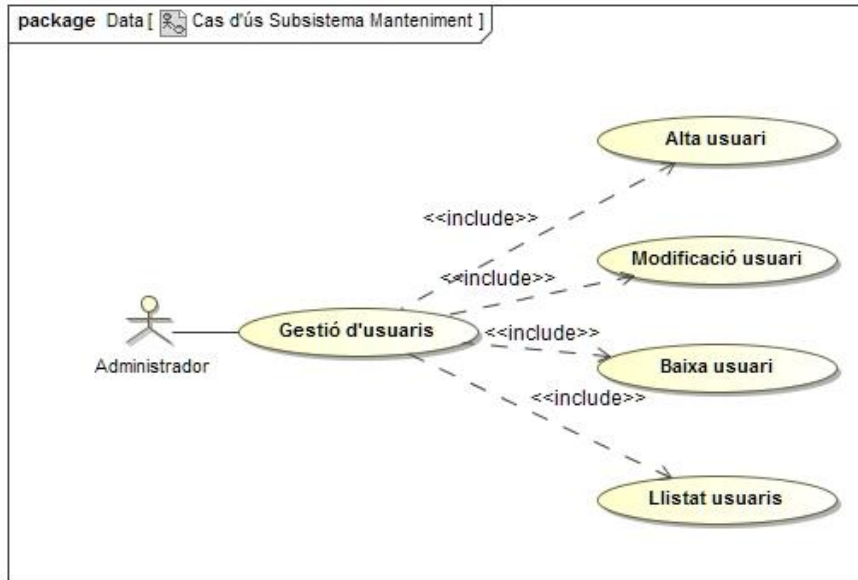 package Data [ Cas d'ús Subsistema Manteniment ]
Alta usuari
<<include>>
Modificació usuari
<<include>>
Gestió d'usuaris
<<include>>
Administrador
Baixa usuari
<<include>>
Llistat usuaris